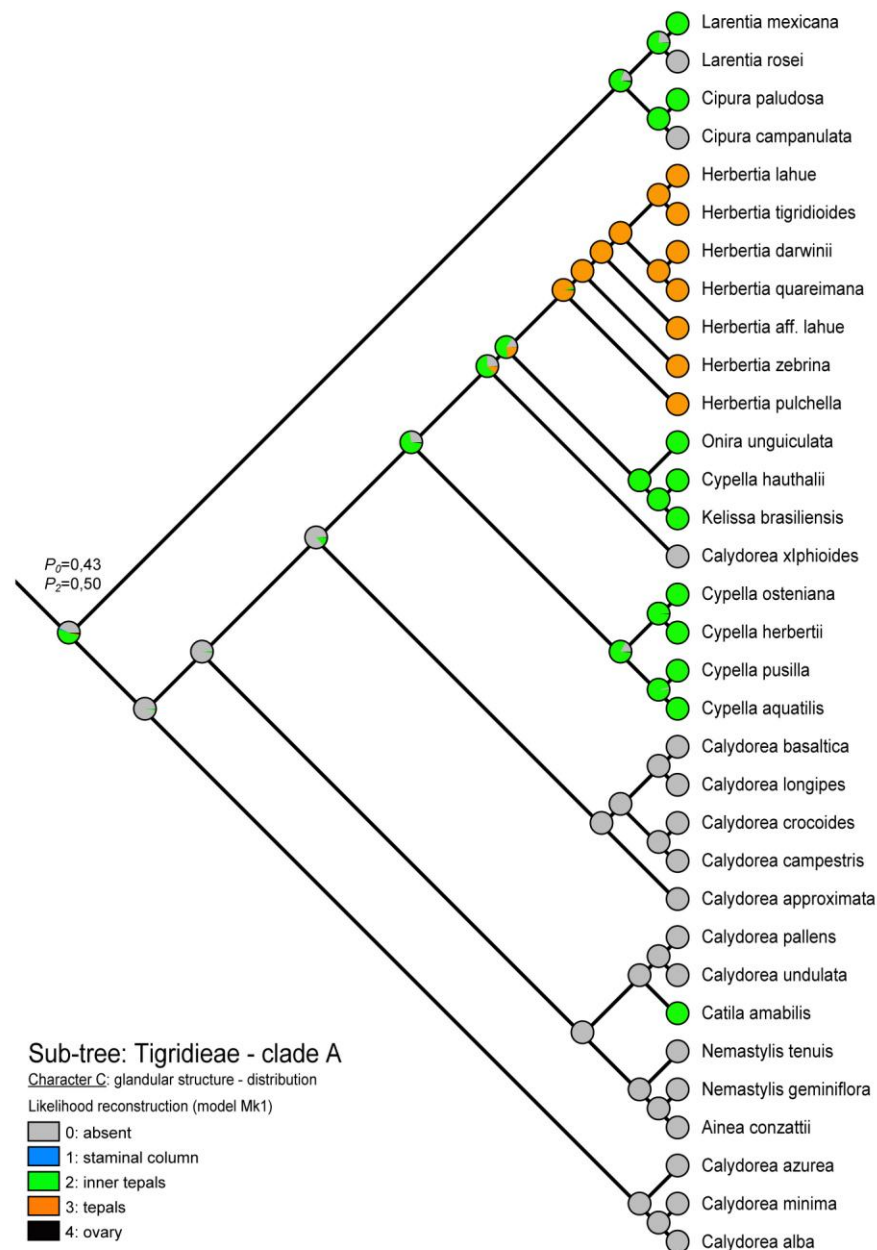 Larentia mexicana
Larentia rosei
Cipura paludosa
Cipura campanulata
Herbertia lahue
Herbertia tigridioides
Herbertia darwinii
Herbertia quareimana
Herbertia aff. lahue
Herbertia zebrina
Herbertia pulchella
Onira unguiculata
Cypella hauthalii
Kelissa brasiliensis
Calydorea xlphioides
P0=0,43
P2=0,50
Cypella osteniana
Cypella herbertii
Cypella pusilla
Cypella aquatilis
Calydorea basaltica
Calydorea longipes
Calydorea crocoides
Calydorea campestris
Calydorea approximata
Calydorea pallens
Calydorea undulata
Catila amabilis
Nemastylis tenuis
Nemastylis geminiflora
Ainea conzattii
Calydorea azurea
Calydorea minima
Calydorea alba
Sub-tree: Tigridieae - clade A
Character C: glandular structure - distribution
Likelihood reconstruction (model Mk1)
0: absent
1: staminal column
2: inner tepals
3: tepals
4: ovary